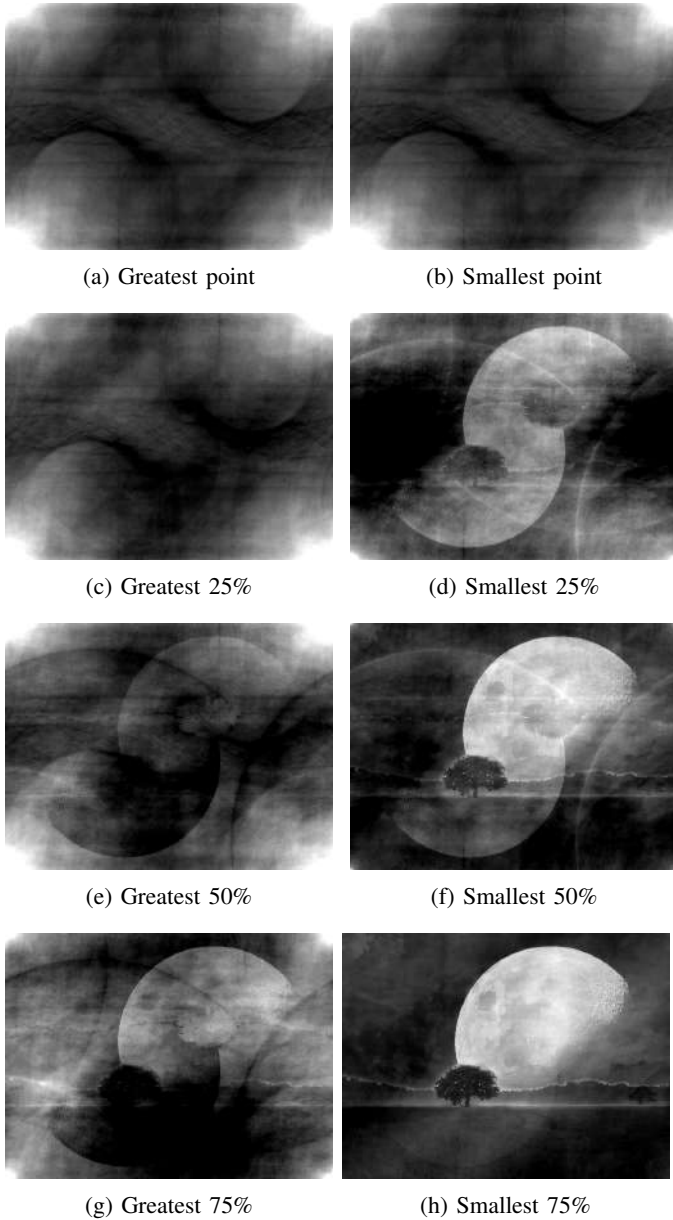 (a) Greatest point
(b) Smallest point
(c) Greatest 25%
(d) Smallest 25%
(e) Greatest 50%
(f) Smallest 50%
(g) Greatest 75%
(h) Smallest 75%